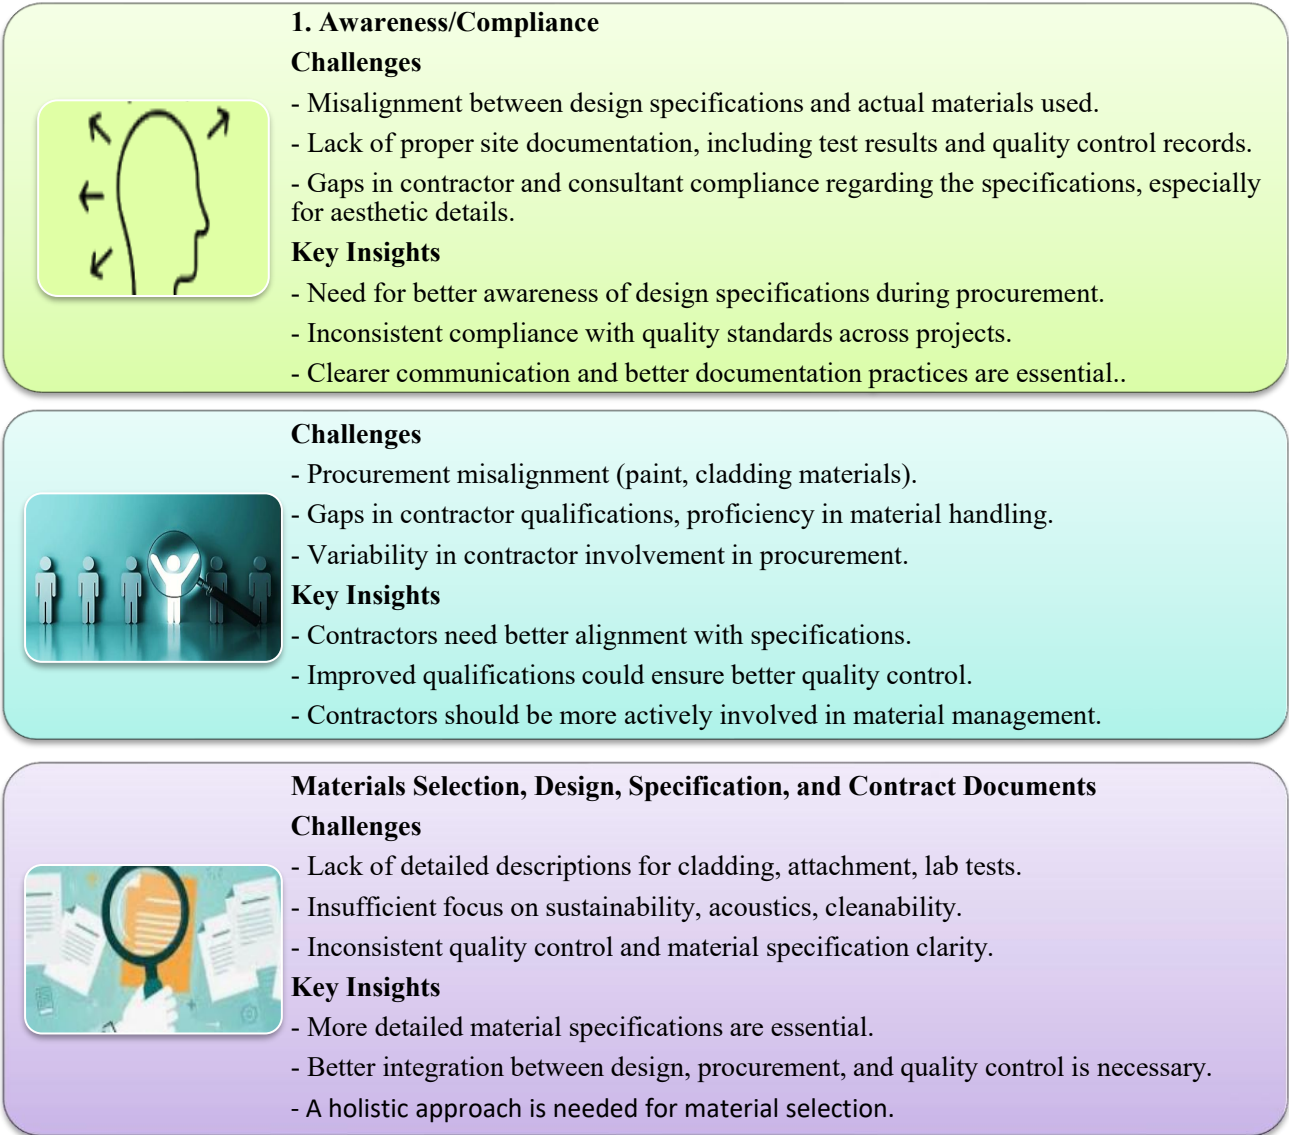 1. Awareness/Compliance
Challenges
- Misalignment between design specifications and actual materials used.
- Lack of proper site documentation, including test results and quality control records.
- Gaps in contractor and consultant compliance regarding the specifications, especially
for aesthetic details.
Key Insights
- Need for better awareness of design specifications during procurement.
- Inconsistent compliance with quality standards across projects.
- Clearer communication and better documentation practices are essential..
Challenges
- Procurement misalignment (paint, cladding materials).
- Gaps in contractor qualifications, proficiency in material handling.
- Variability in contractor involvement in procurement.
Key Insights
- Contractors need better alignment with specifications.
- Improved qualifications could ensure better quality control.
- Contractors should be more actively involved in material management.
Materials Selection, Design, Specification, and Contract Documents
Challenges
- Lack of detailed descriptions for cladding, attachment, lab tests.
- Insufficient focus on sustainability, acoustics, cleanability.
- Inconsistent quality control and material specification clarity.
Key Insights
- More detailed material specifications are essential.
- Better integration between design, procurement, and quality control is necessary.
- A holistic approach is needed for material selection.